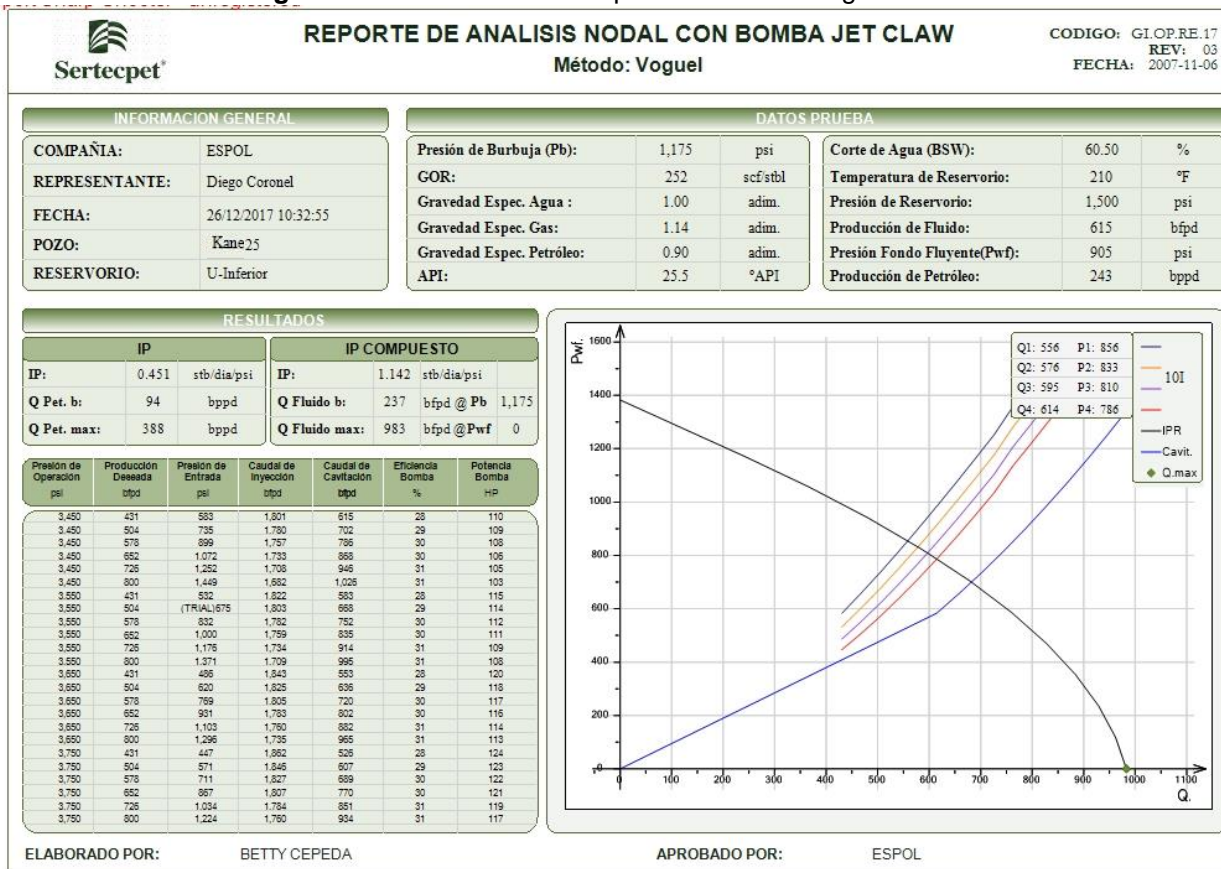 Sertecpet
REPORTE DE ANALISIS NODAL CON BOMBA JET CLAW
Método: Voguel
CODIGO: GI.OP.RE.17
REV: 03
FECHA: 2007-11-06
INFORMACION GENERAL
COMPAÑIA: ESPOL
REPRESENTANTE: Diego Coronel
FECHA: 26/12/2017 10:32:55
POZO: Kane25
RESERVORIO: U-Inferior
DATOS PRUEBA
Presión de Burbuja (Pb): 1,175 psi
GOR: 252 scf/stbl
Gravedad Espec. Agua : 1.00 adim.
Gravedad Espec. Gas: 1.14 adim.
Gravedad Espec. Petróleo: 0.90 adim.
API: 25.5 °API
Corte de Agua (BSW): 60.50 %
Temperatura de Reservorio: 210 °F
Presión de Reservorio: 1,500 psi
Producción de Fluido: 615 bfpd
Presión Fondo Fluyente(Pwf): 905 psi
Producción de Petróleo: 243 bppd
RESULTADOS
IP IP COMPUESTO
IP: 0.451 stb/dia/psi IP: 1.142 stb/dia/psi
Q Pet. b: 94 bppd Q Fluido b: 237 bfpd @ Pb 1,175
Q Pet. max: 388 bppd Q Fluido max: 983 bfpd @Pwf 0
Presión de Operación psi Producción Deseada bfpd Presión de Entrada psi Caudal de Inyección bfpd Caudal de Cavitación bfpd Eficiencia Bomba % Potencia Bomba HP
3,450 431 583 1,801 615 28 110
3,450 504 735 1,780 702 29 109
3,450 578 899 1,757 786 30 108
3,450 652 1,072 1,733 868 30 106
3,450 726 1,252 1,708 946 31 105
3,450 800 1,449 1,682 1,026 31 103
3,550 431 532 1,822 583 28 115
3,550 504 (TRIAL)675 1,803 668 29 114
3,550 578 832 1,782 752 30 112
3,550 652 1,000 1,759 835 30 111
3,550 726 1,176 1,734 914 31 109
3,550 800 1,371 1,709 995 31 108
3,650 431 486 1,843 553 28 120
3,650 504 620 1,825 636 29 118
3,650 578 769 1,805 720 30 117
3,650 652 931 1,783 802 30 116
3,650 726 1,103 1,760 882 31 114
3,650 800 1,296 1,735 965 31 113
3,750 431 447 1,862 526 28 124
3,750 504 571 1,846 607 29 123
3,750 578 711 1,827 689 30 122
3,750 652 867 1,807 770 30 121
3,750 726 1,034 1,784 851 31 119
3,750 800 1,224 1,760 934 31 117
Pwf.
1600
1400
1200
1000
800
600
400
200
0
0 100 200 300 400 500 600 700 800 900 1000 1100
Q.
Q1: 556 P1: 856
Q2: 576 P2: 833
Q3: 595 P3: 810
Q4: 614 P4: 786
10I
IPR
Cavit.
Q.max
ELABORADO POR: BETTY CEPEDA
APROBADO POR: ESPOL